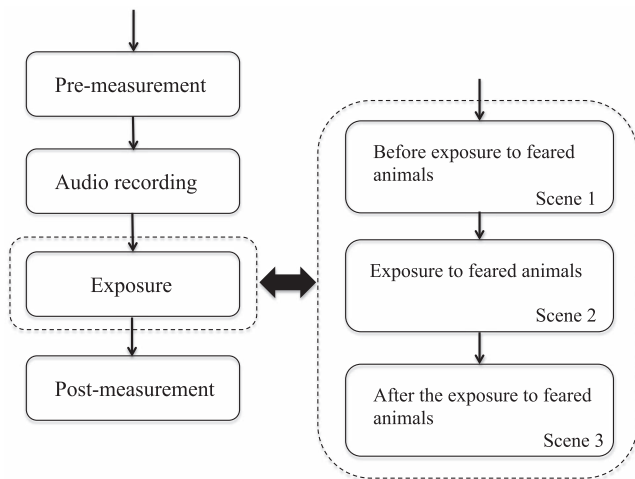 Pre-measurement
Audio recording
Exposure
Post-measurement
Before exposure to feared
animals
Scene 1
Exposure to feared animals
Scene 2
After the exposure to feared
animals
Scene 3